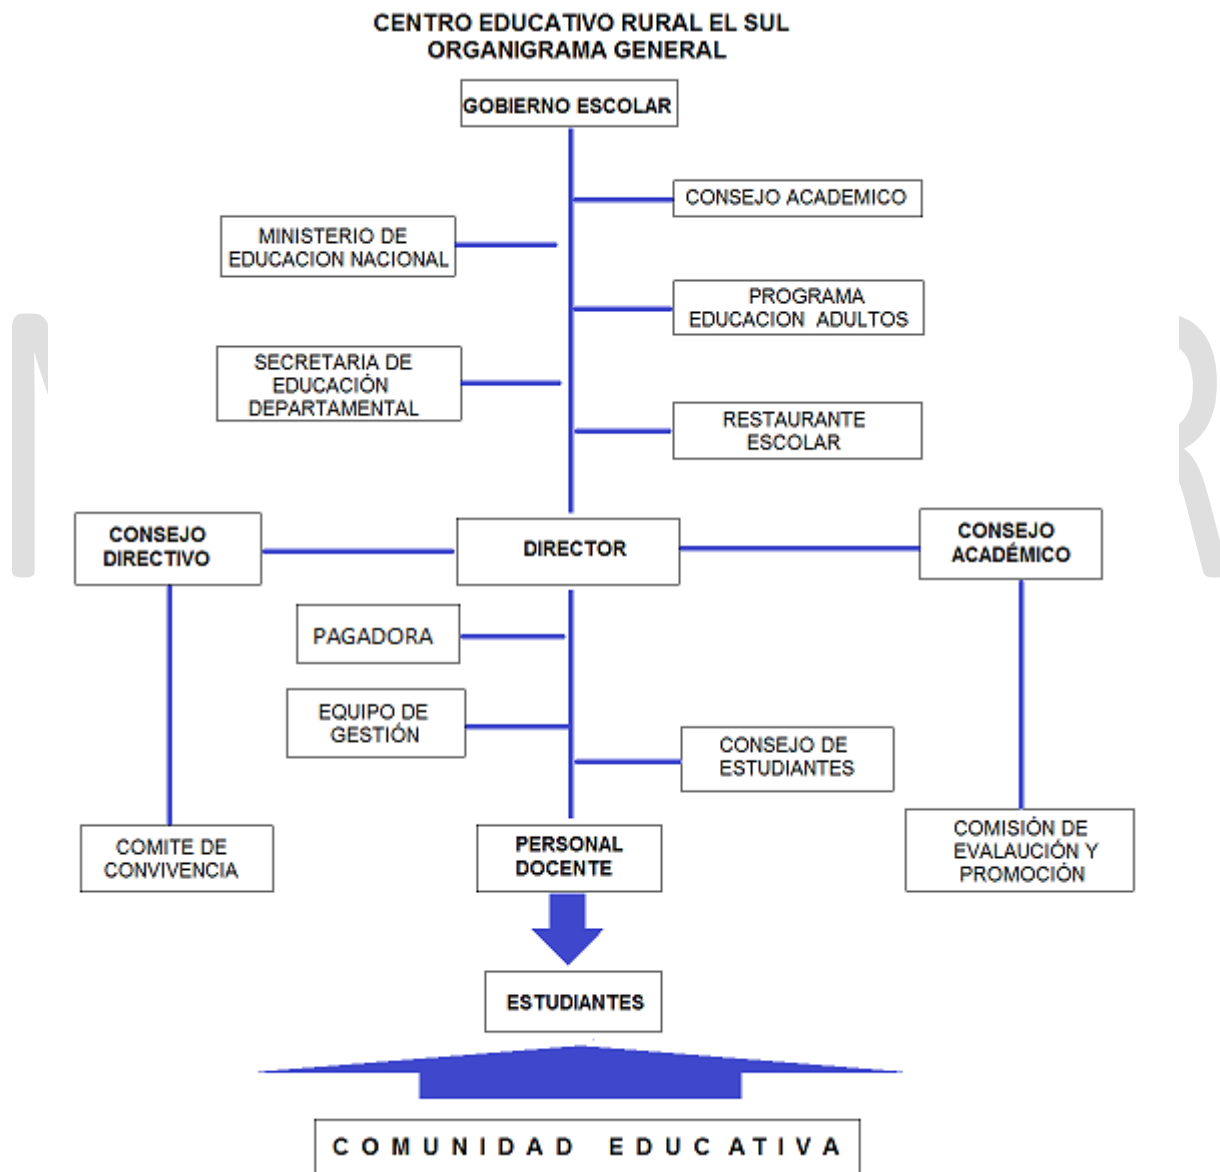 CENTRO EDUCATIVO RURAL EL SUL
ORGANIGRAMA GENERAL
GOBIERNO ESCOLAR
CONSEJO ACADEMICO
MINISTERIO DE
EDUCACION NACIONAL
PROGRAMA
EDUCACION ADULTOS
SECRETARIA DE
EDUCACIÓN
DEPARTAMENTAL
RESTAURANTE
ESCOLAR
CONSEJO
DIRECTIVO
DIRECTOR
CONSEJO
ACADÉMICO
PAGADORA
EQUIPO DE
GESTIÓN
CONSEJO DE
ESTUDIANTES
COMITE DE
CONVIVENCIA
PERSONAL
DOCENTE
COMISIÓN DE
EVALAUCIÓN Y
PROMOCIÓN
ESTUDIANTES
COMUNIDAD EDUCATIVA